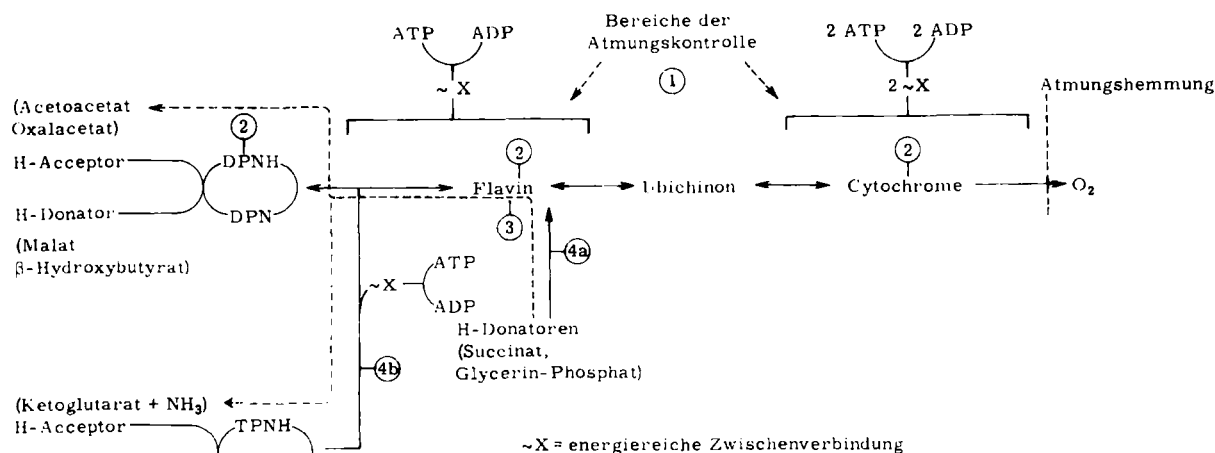 Bereiche der
Atmungskontrolle
ATP ADP
2 ATP 2 ADP
1
~ X
2 ~X
Atmungshemmung
(Acetoacetat
Oxalacetat)
2
H-Acceptor
DPNH
2
2
Flavin
Cytochrome
O2
H-Donator
DPN
3
4a
(Malat
β-Hydroxybutyrat)
ATP
~X
ADP
H-Donatoren
(Succinat,
Glycerin-Phosphat)
4b
(Ketoglutarat + NH3)
H-Acceptor
TPNH
~X = energiereiche Zwischenverbindung